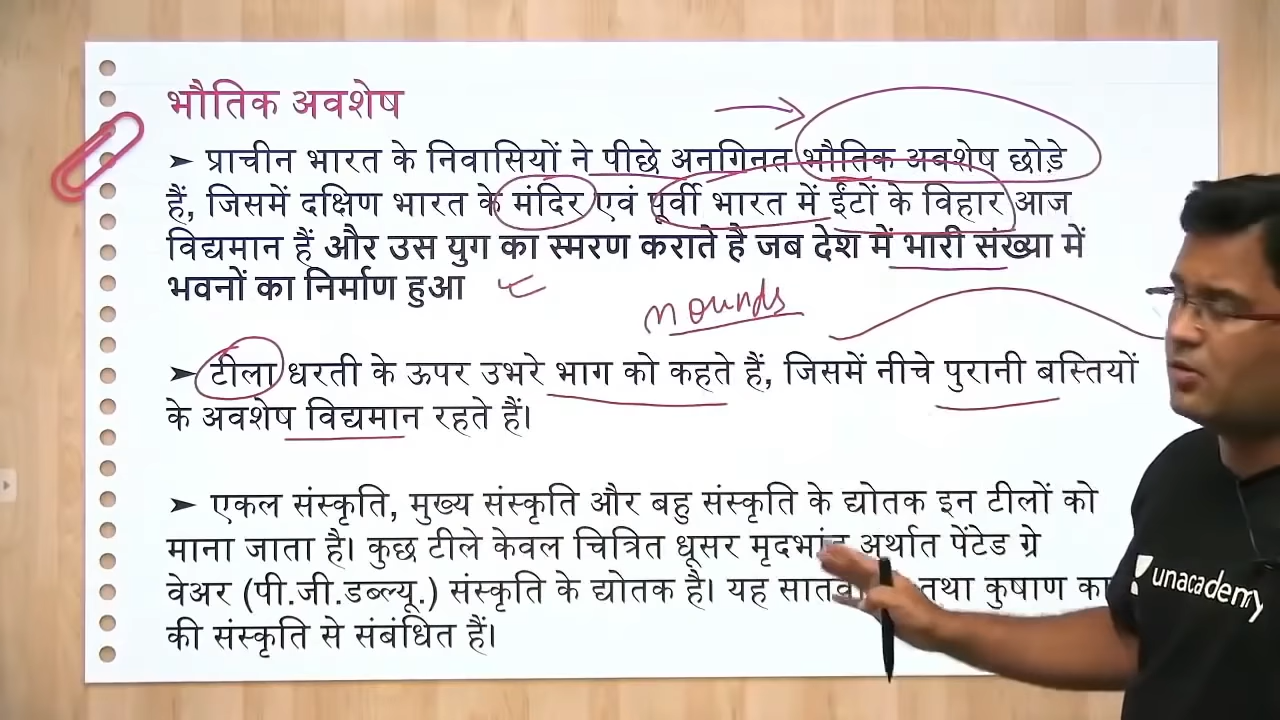 भौतिक अवशेष
➤ प्राचीन भारत के निवासियों ने पीछे अनगिनत भौतिक अवशेष छोड़े
हैं, जिसमें दक्षिण भारत के मंदिर एवं पूर्वी भारत में ईंटों के विहार आज
विद्यमान हैं और उस युग का स्मरण कराते है जब देश में भारी संख्या में
भवनों का निर्माण हुआ
mounds
➤ टीला धरती के ऊपर उभरे भाग को कहते हैं, जिसमें नीचे पुरानी बस्तियों
के अवशेष विद्यमान रहते हैं।
➤ एकल संस्कृति, मुख्य संस्कृति और बहु संस्कृति के द्योतक इन टीलों को
माना जाता है। कुछ टीले केवल चित्रित धूसर मृदभांड अर्थात पेंटेड ग्रे
वेअर (पी.जी.डब्ल्यू.) संस्कृति के द्योतक है। यह तथा कुषाण
की संस्कृति से संबंधित हैं।
unacademy